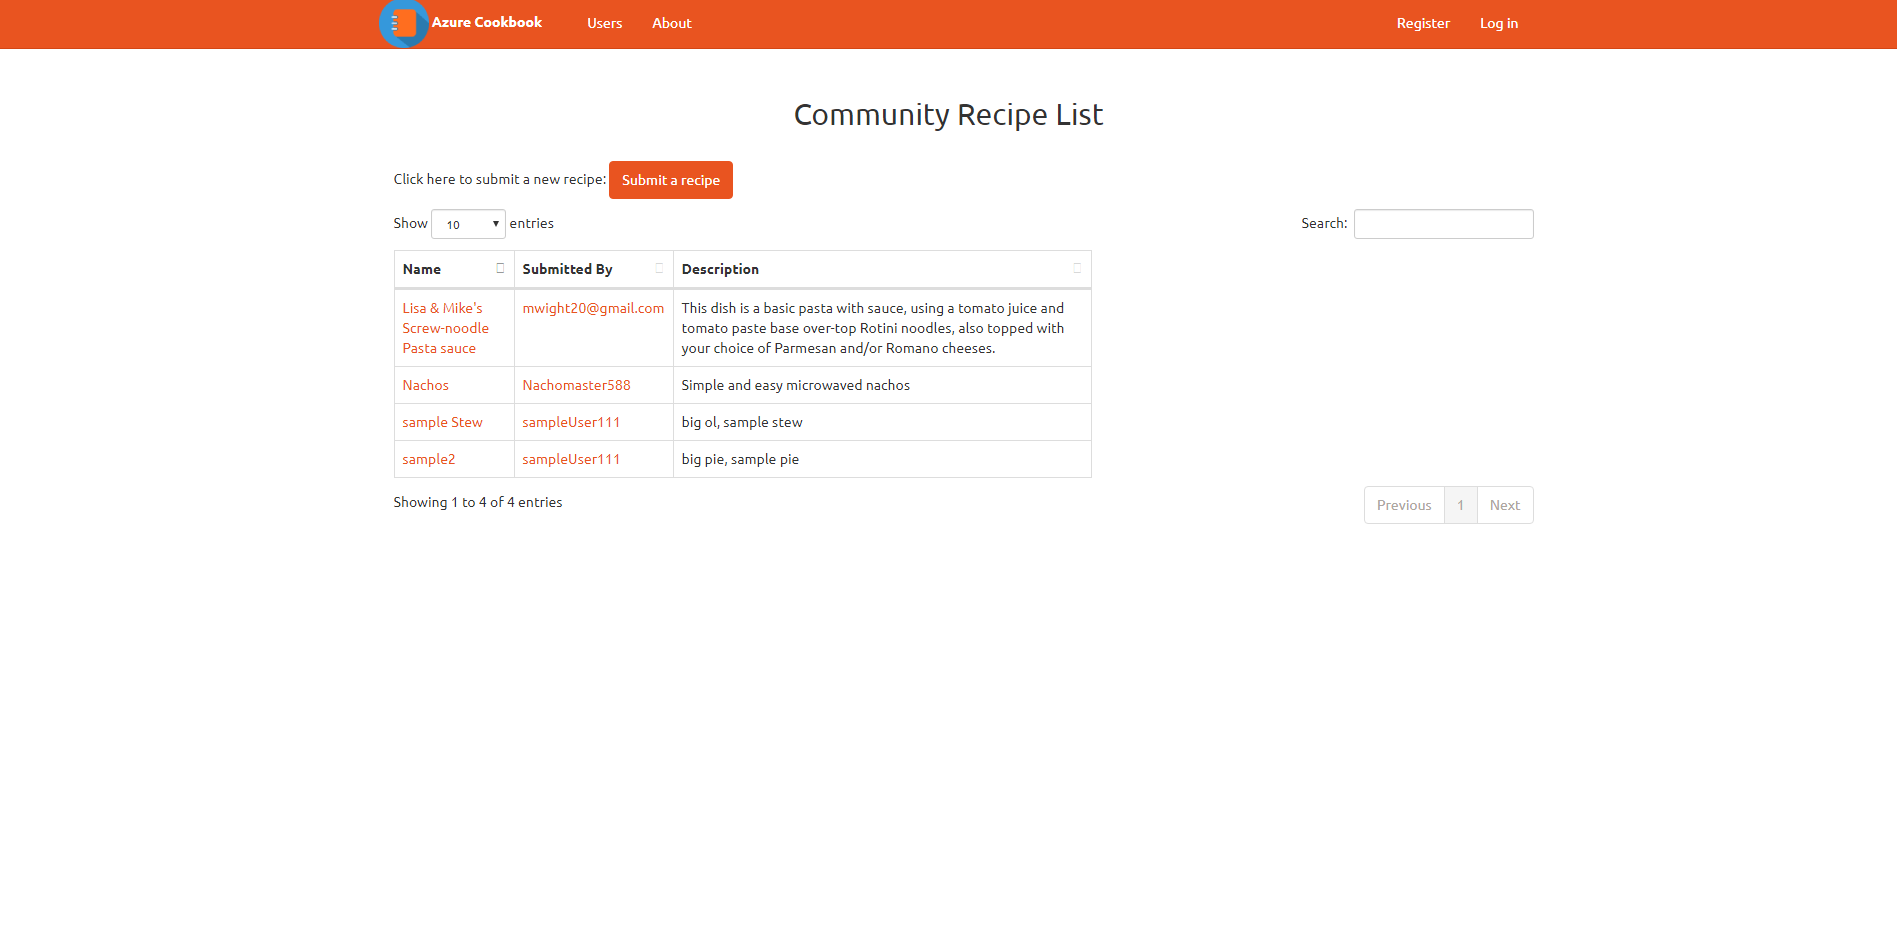 Azure Cookbook Users About Register Log in
Community Recipe List
Click here to submit a new recipe: Submit a recipe
Show 10 entries Search:
Name Submitted By Description
Lisa & Mike's mwight20@gmail.com This dish is a basic pasta with sauce, using a tomato juice and
Screw-noodle tomato paste base over-top Rotini noodles, also topped with
Pasta sauce your choice of Parmesan and/or Romano cheeses.
Nachos Nachomaster588 Simple and easy microwaved nachos
sample Stew sampleUser111 big ol, sample stew
sample2 sampleUser111 big pie, sample pie
Showing 1 to 4 of 4 entries Previous 1 Next